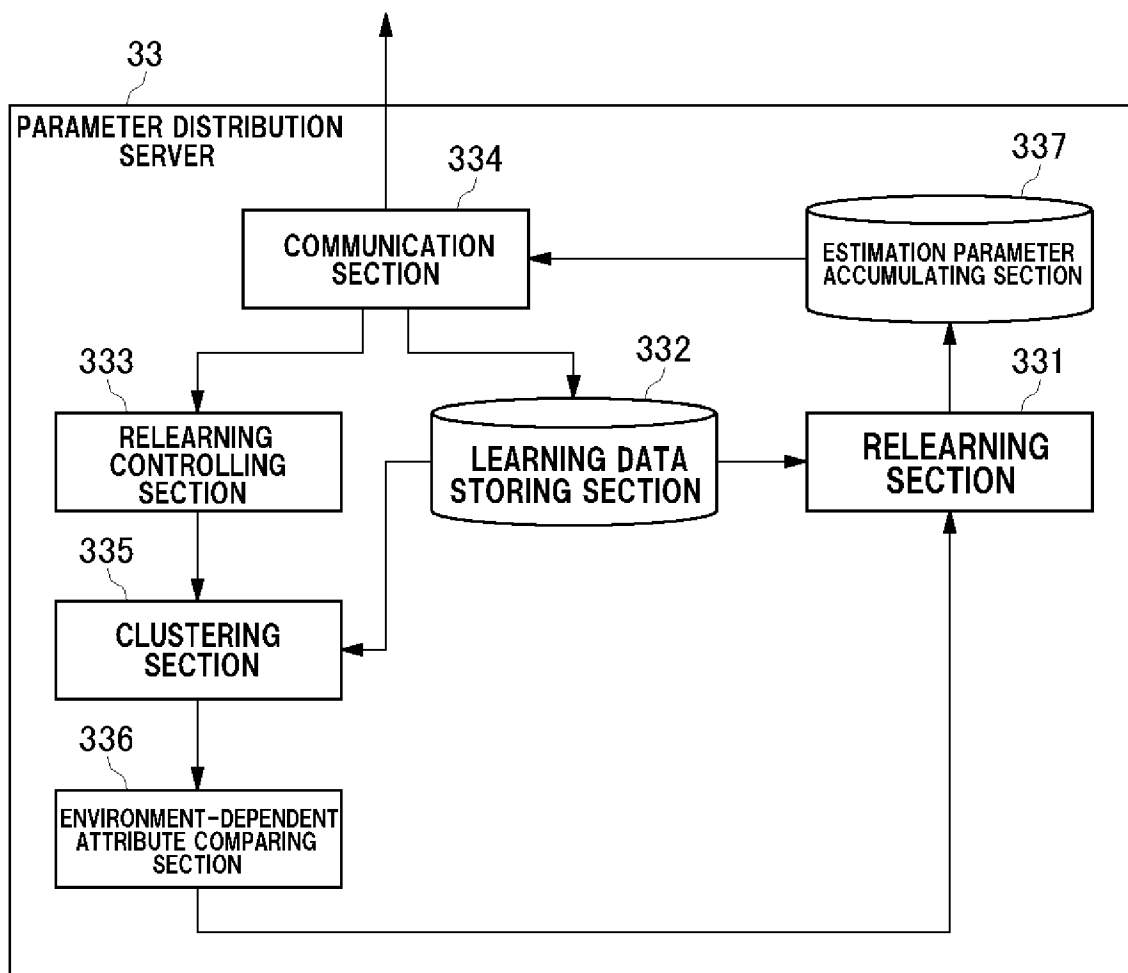 33
PARAMETER DISTRIBUTION
SERVER
334
COMMUNICATION
SECTION
337
ESTIMATION PARAMETER
ACCUMULATING SECTION
333
RELEARNING
CONTROLLING
SECTION
332
LEARNING DATA
STORING SECTION
331
RELEARNING
SECTION
335
CLUSTERING
SECTION
336
ENVIRONMENT-DEPENDENT
ATTRIBUTE COMPARING
SECTION